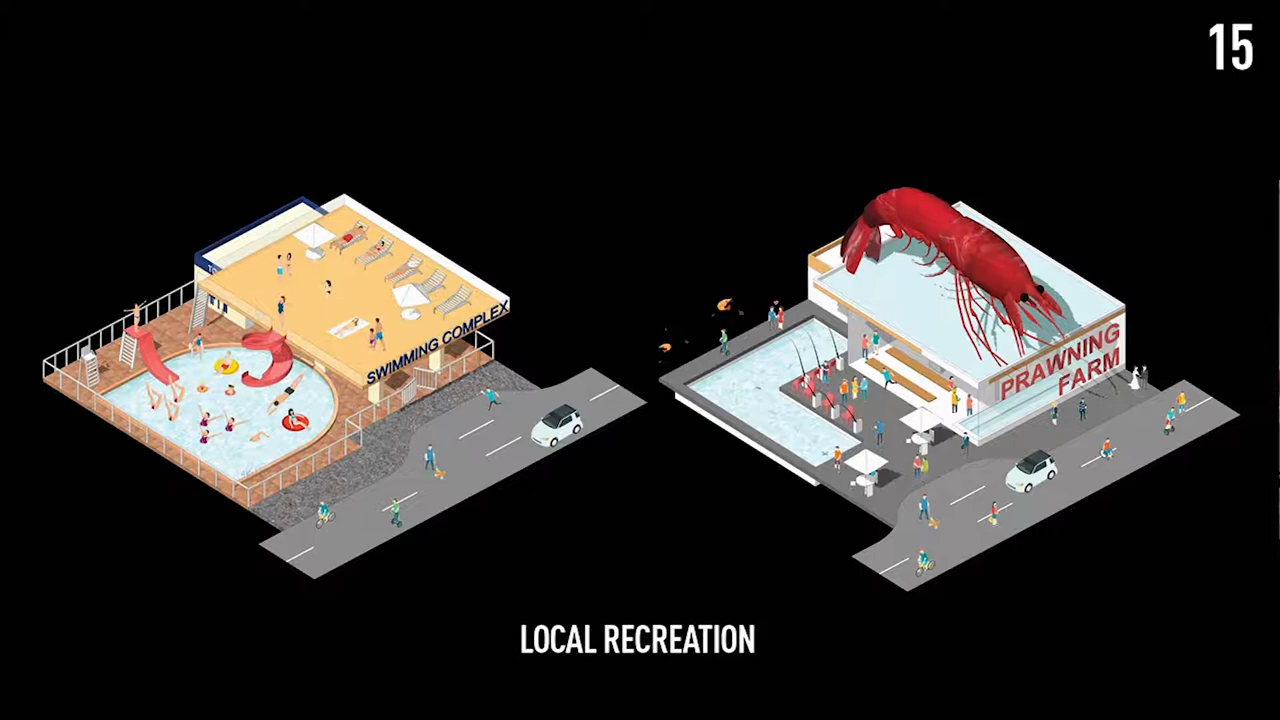 15
SWIMMING COMPLEX
PRAWNING
FARM
LOCAL RECREATION